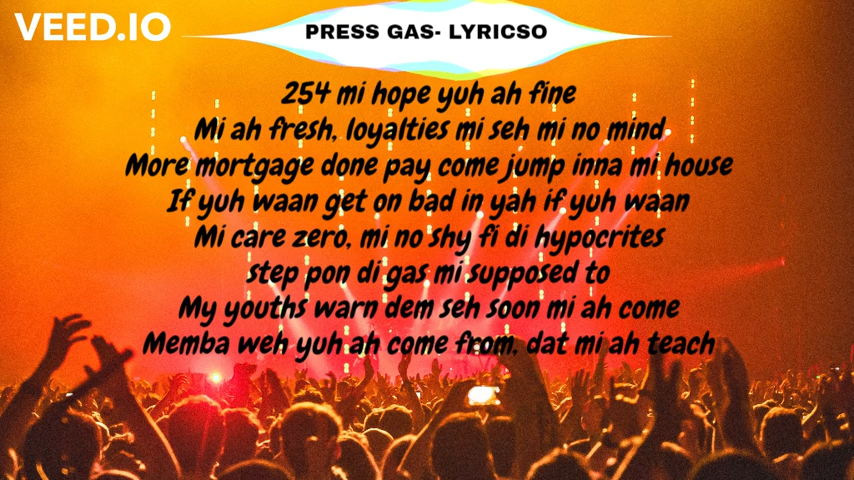 VEED.IO
PRESS GAS- LYRICSO
254 mi hope yuh ah fine
Mi ah fresh, loyalties mi seh mi no mind
More mortgage done pay come jump inna mi house
If yuh waan get on bad in yah if yuh waan
Mi care zero, mi no shy fi di hypocrites
step pon di gas mi supposed to
My youths warn dem seh soon mi ah come
Memba weh yuh ah come from, dat mi ah teach